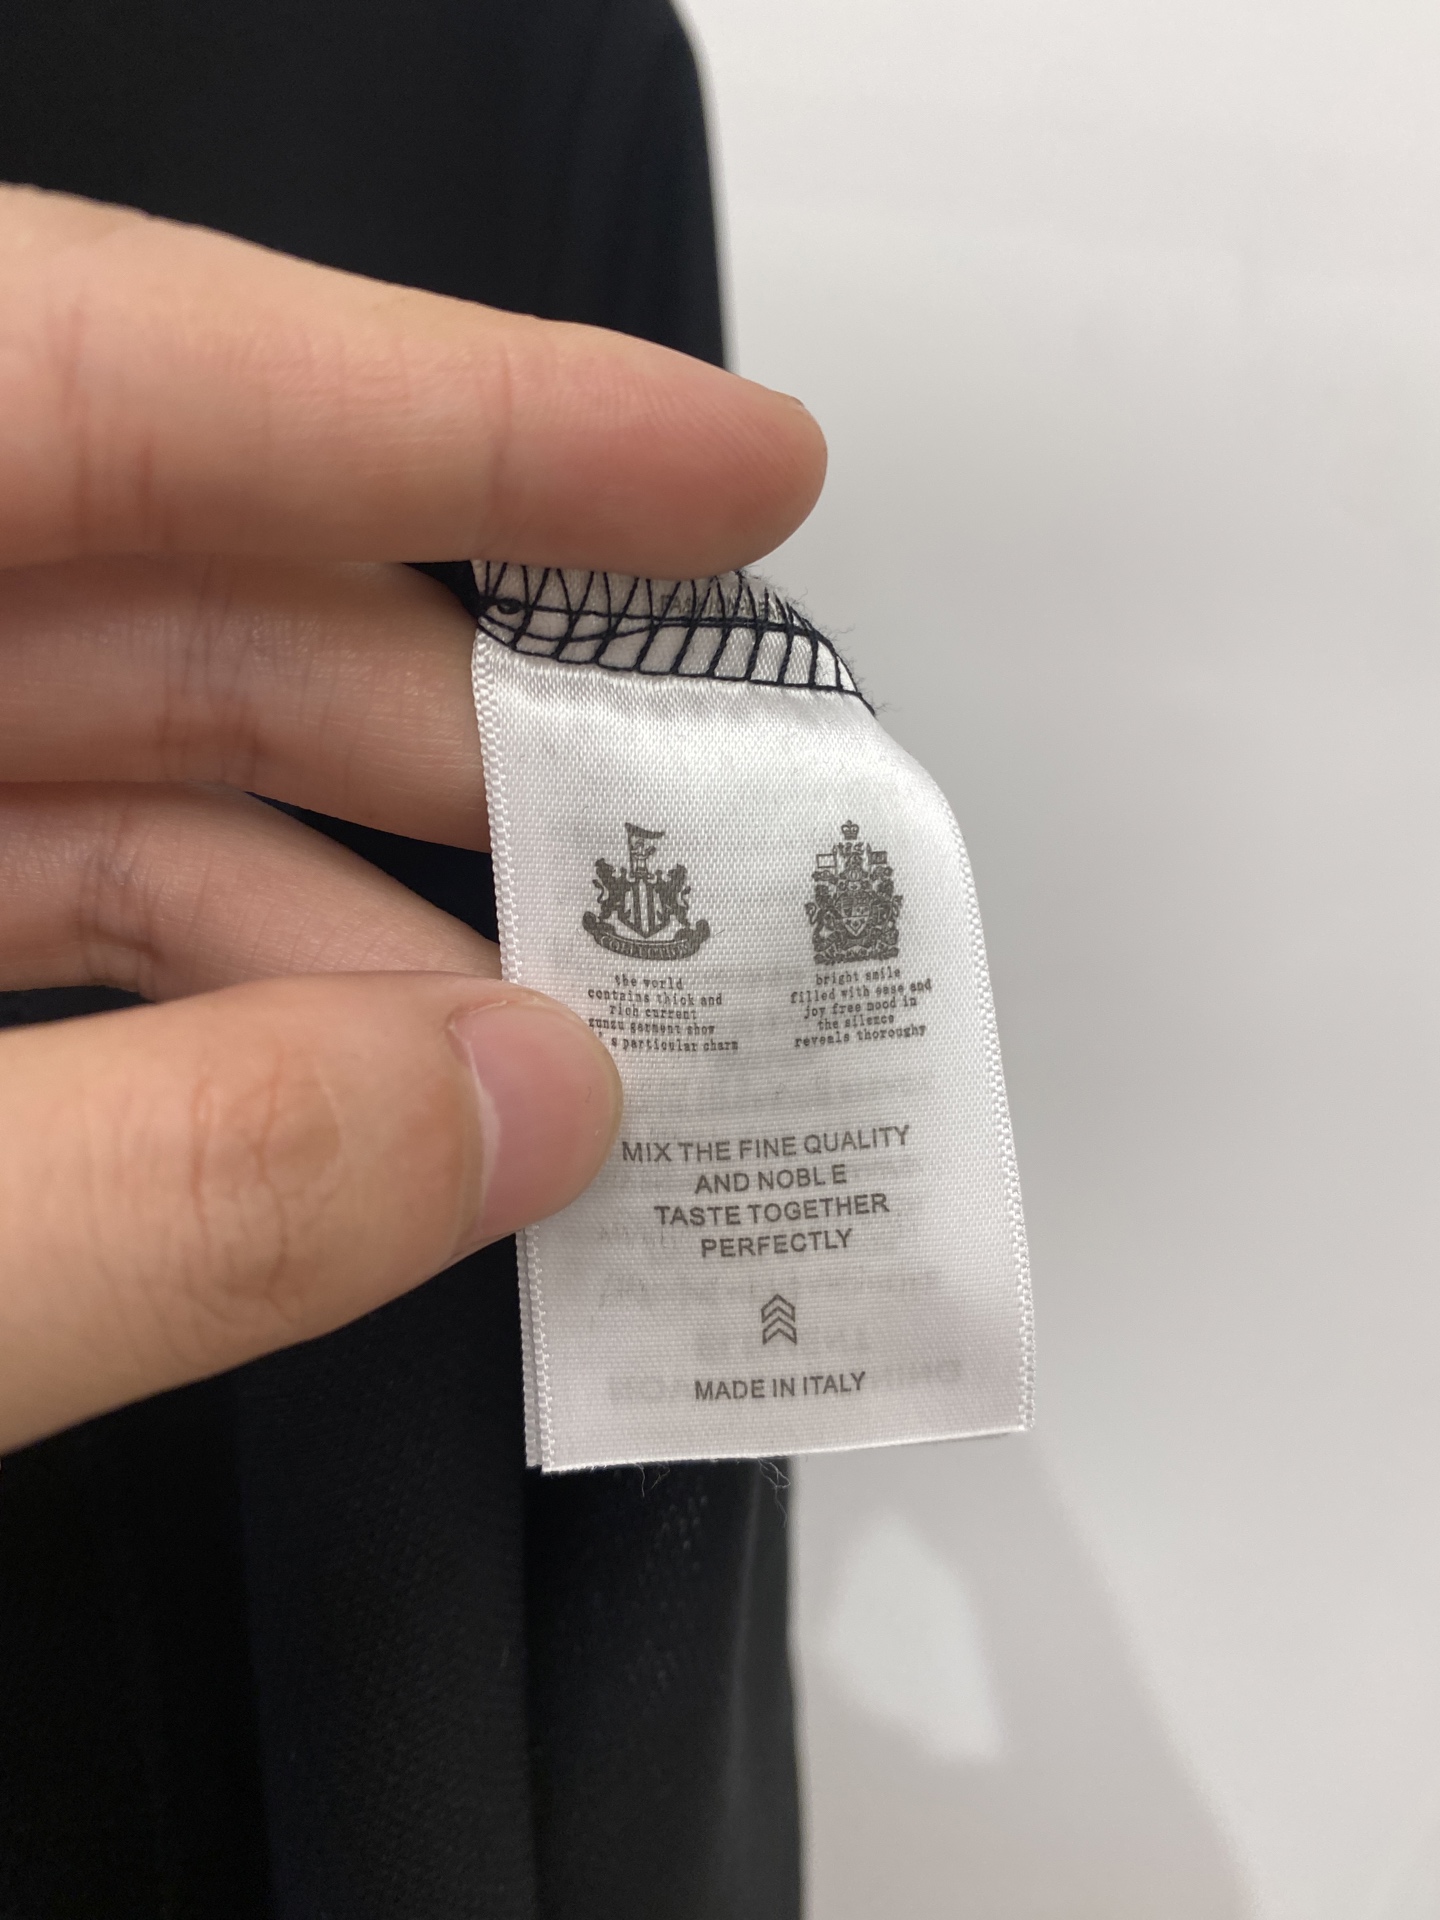 the world
contains thick and
rich current
garment show
s particular charm
bright smile
filled with ease and
joy free mood in
the silence
reveals thoroughy
MIX THE FINE QUALITY
AND NOBL E
TASTE TOGETHER
PERFECTLY
MADE IN ITALY